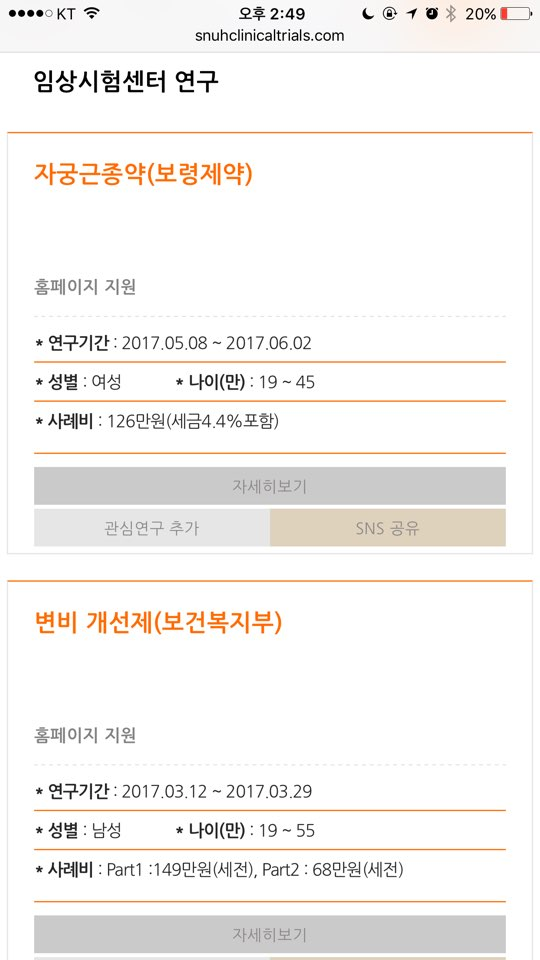 KT 오후 2:49 20%
snuhclinicaltrials.com
임상시험센터 연구
자궁근종약(보령제약)
홈페이지 지원
* 연구기간 : 2017.05.08 ~ 2017.06.02
* 성별 : 여성 * 나이(만) : 19 ~ 45
* 사례비 : 126만원(세금4.4%포함)
자세히보기
관심연구 추가 SNS 공유
변비 개선제(보건복지부)
홈페이지 지원
* 연구기간 : 2017.03.12 ~ 2017.03.29
* 성별 : 남성 * 나이(만) : 19 ~ 55
* 사례비 : Part1 :149만원(세전), Part2 : 68만원(세전)
자세히보기